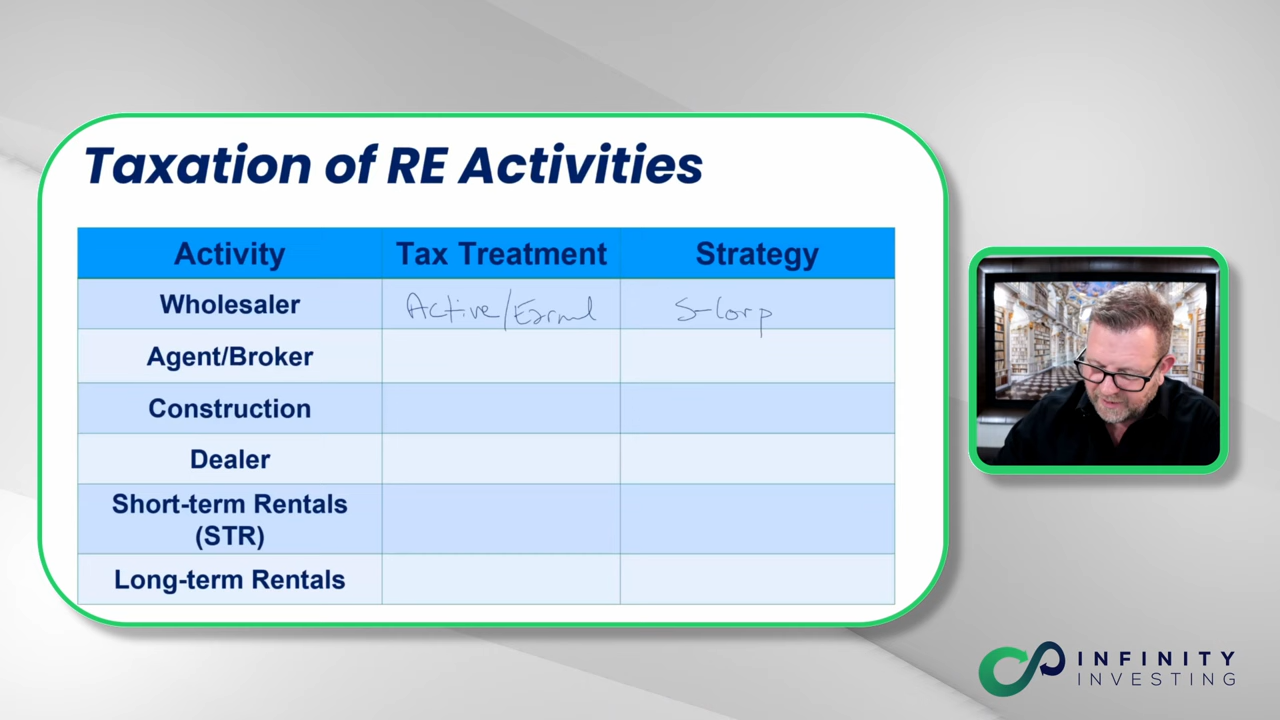 Taxation of RE Activities
Activity Tax Treatment Strategy
Wholesaler Active/Earned S-Corp
Agent/Broker
Construction
Dealer
Short-term Rentals
(STR)
Long-term Rentals
INFINITY
INVESTING